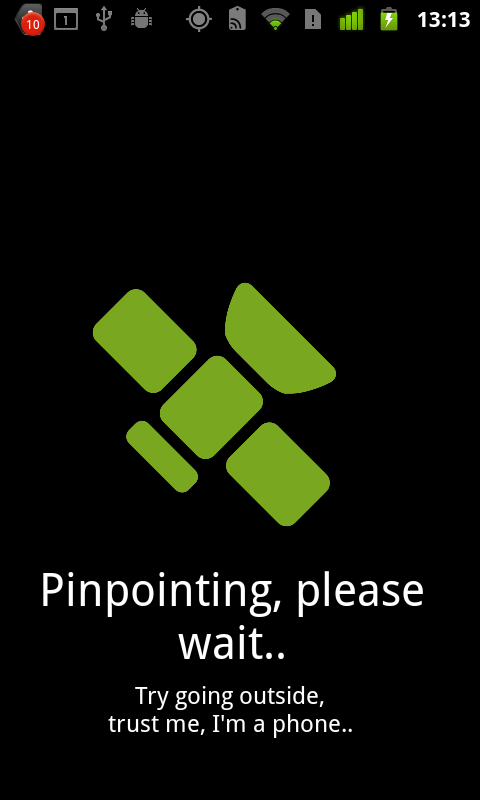 10 1 13:13
Pinpointing, please
wait..
Try going outside,
trust me, I'm a phone..